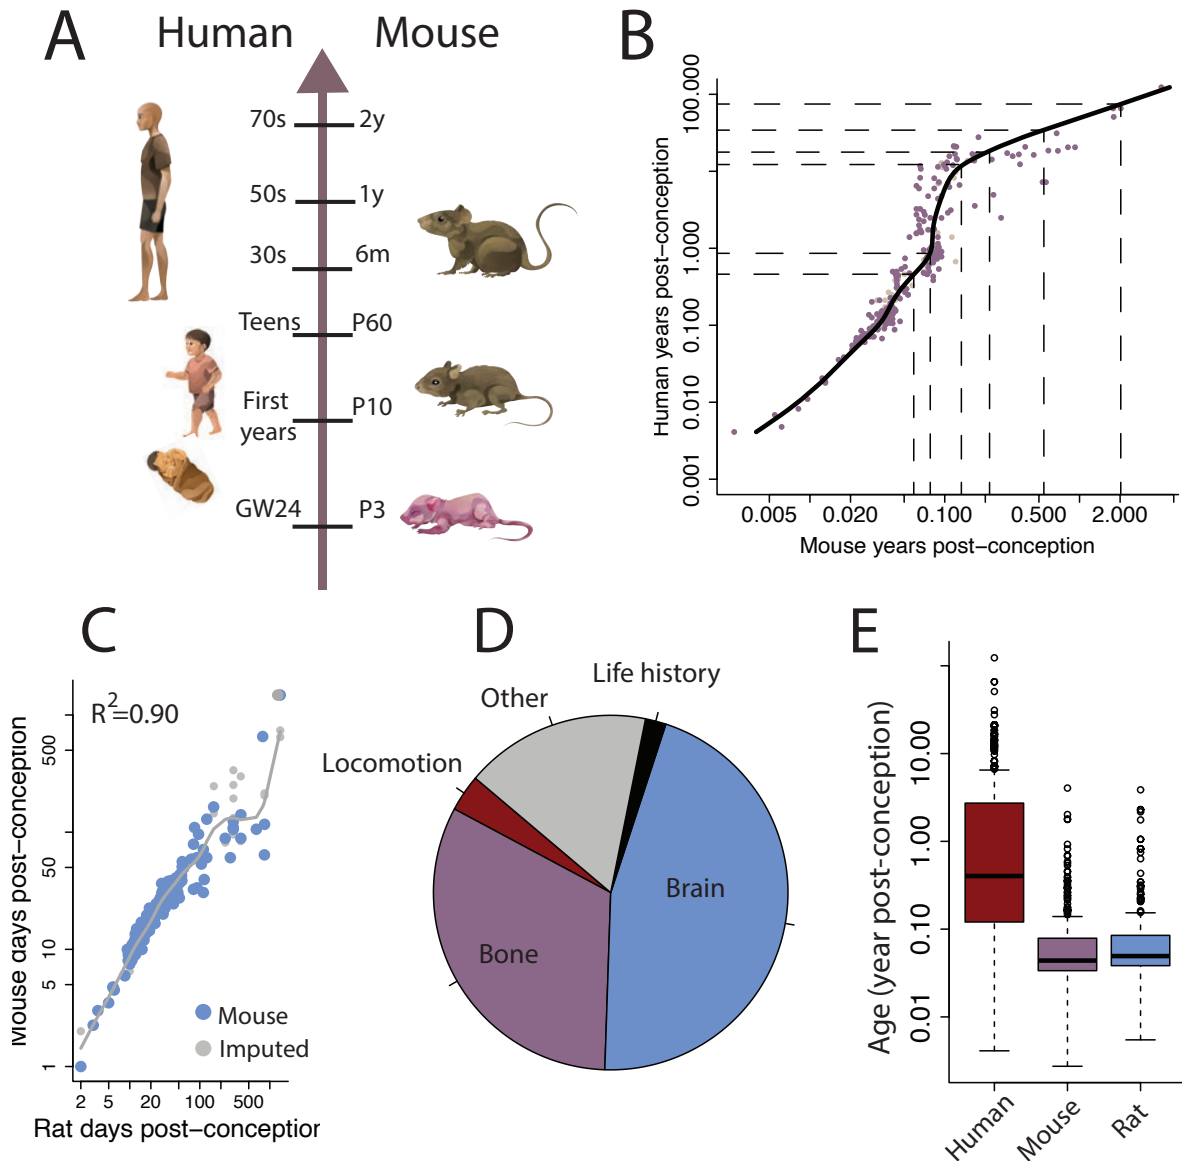 A
Human Mouse
70s 2y
50s 1y
30s 6m
Teens P60
First
years
P10
GW24 P3
B
Human years post−conception
100.000
1.000
0.100
0.010
0.001
0.005 0.020 0.100 0.500 2.000
Mouse years post−conception
C
R2=0.90
Mouse days post−conception
500
50
10
5
1
Mouse
Imputed
2 5 20 100 500
Rat days post−conception
D
Life history
Other
Locomotion
Brain
Bone
E
Age (year post−conception)
10.00
1.00
0.10
0.01
Human
Mouse
Rat